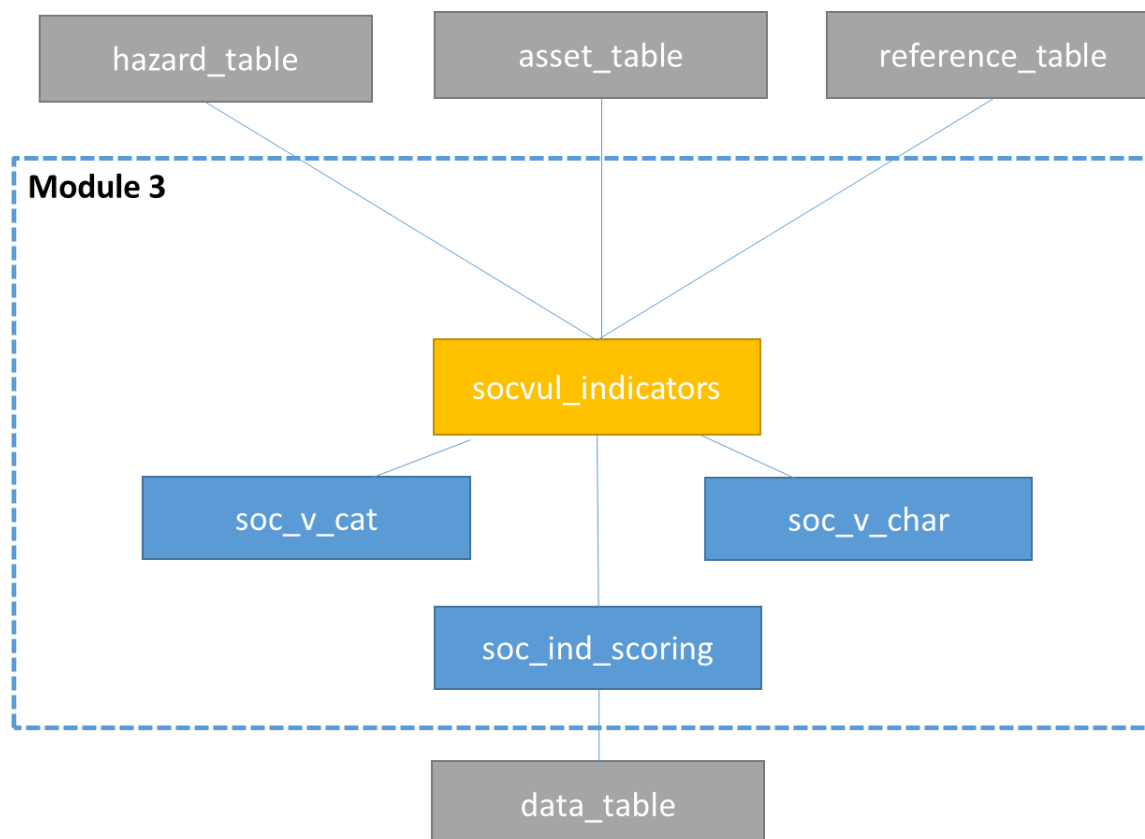 hazard_table
asset_table
reference_table
Module 3
socvul_indicators
soc_v_cat
soc_v_char
soc_ind_scoring
data_table